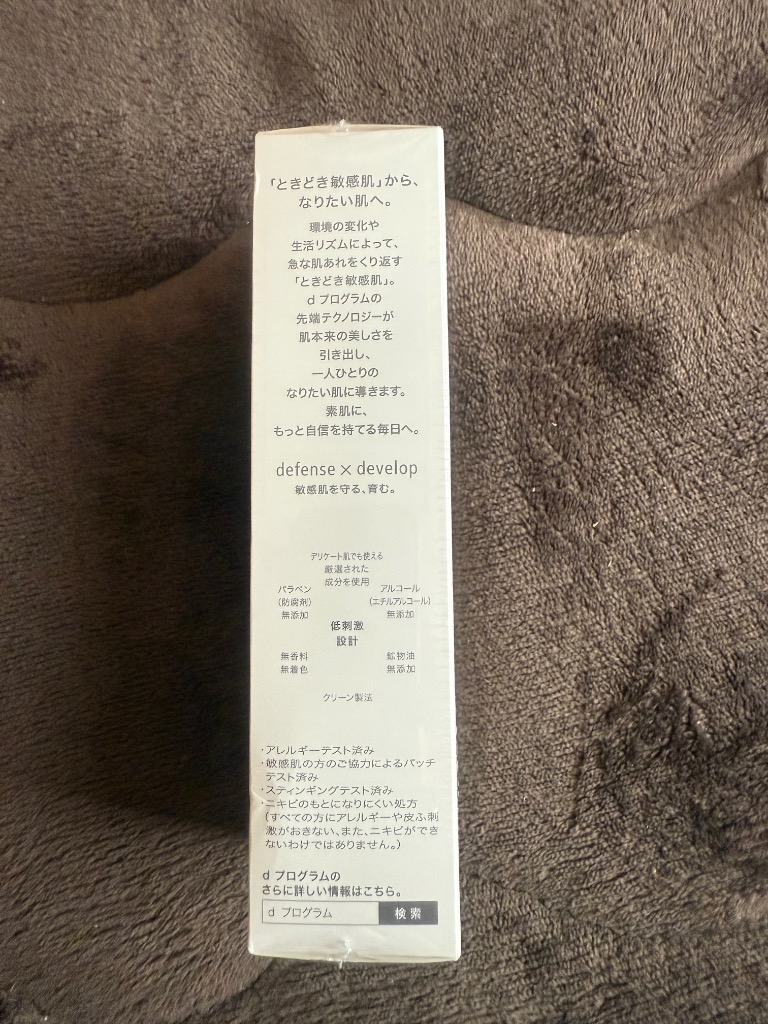 「ときどき敏感肌」から、
なりたい肌へ。
環境の変化や
生活リズムによって、
急な肌あれをくり返す
「ときどき敏感肌」。
d プログラムの
先端テクノロジーが
肌本来の美しさを
引き出し、
一人ひとりの
なりたい肌に導きます。
素肌に、
もっと自信を持てる毎日へ。
defense × develop
敏感肌を守る、育む。
デリケート肌でも使える
厳選された
成分を使用
パラベン
(防腐剤)
無添加
アルコール
(エチルアルコール)
無添加
低刺激
設計
無香料
無着色
鉱物油
無添加
クリーン製法
・アレルギーテスト済み
・敏感肌の方のご協力によるパッチ
テスト済み
・スティンギングテスト済み
・ニキビのもとになりにくい処方
(すべての方にアレルギーや皮ふ刺
激がおきない、また、ニキビができ
ないわけではありません。)
d プログラムの
さらに詳しい情報はこちら。
d プログラム 検索